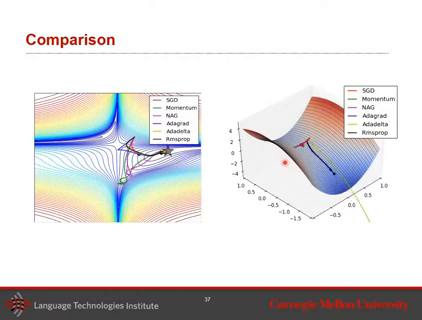 Comparison
SGD
Momentum
NAG
Adagrad
Adadelta
Rmsprop
SGD
Momentum
NAG
Adagrad
Adadelta
Rmsprop
4
2
0
−2
−4
1.0
0.5
0.0
−0.5
−1.0
−1.5
−0.5
0.0
0.5
1.0
37
Language Technologies Institute
Carnegie Mellon University